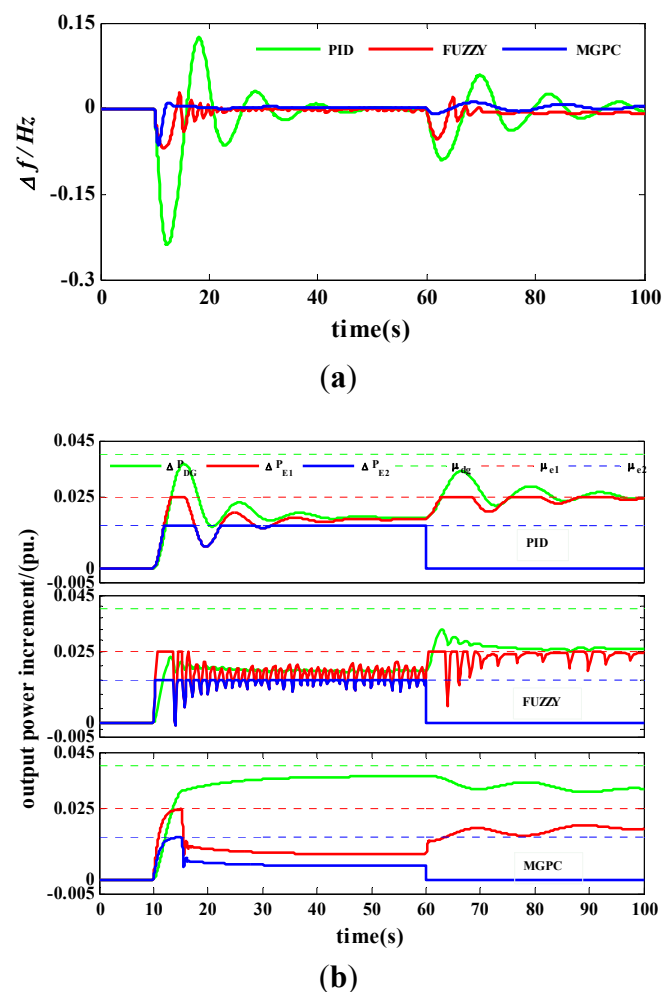 0.15
PID FUZZY MGPC
0
-0.15
-0.3
Δ f / Hz
0 20 40 60 80 100
time(s)
(a)
0.045
Δ P_DG Δ P_E1 Δ P_E2 μ_dg μ_e1 μ_e2
0.025
PID
0
-0.005
0.045
0.025
FUZZY
0
-0.005
0.045
0.025
MGPC
0
-0.005
output power increment/(pu.)
0 10 20 30 40 50 60 70 80 90 100
time(s)
(b)